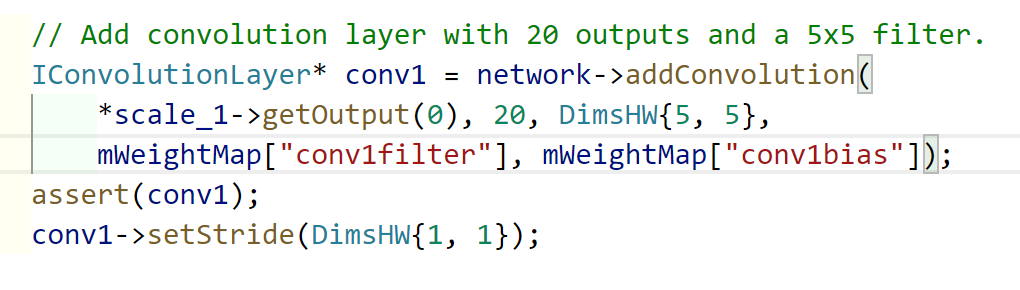 // Add convolution layer with 20 outputs and a 5x5 filter.
IConvolutionLayer* conv1 = network->addConvolution(
    *scale_1->getOutput(0), 20, DimsHW{5, 5},
    mWeightMap["conv1filter"], mWeightMap["conv1bias"]);
assert(conv1);
conv1->setStride(DimsHW{1, 1});